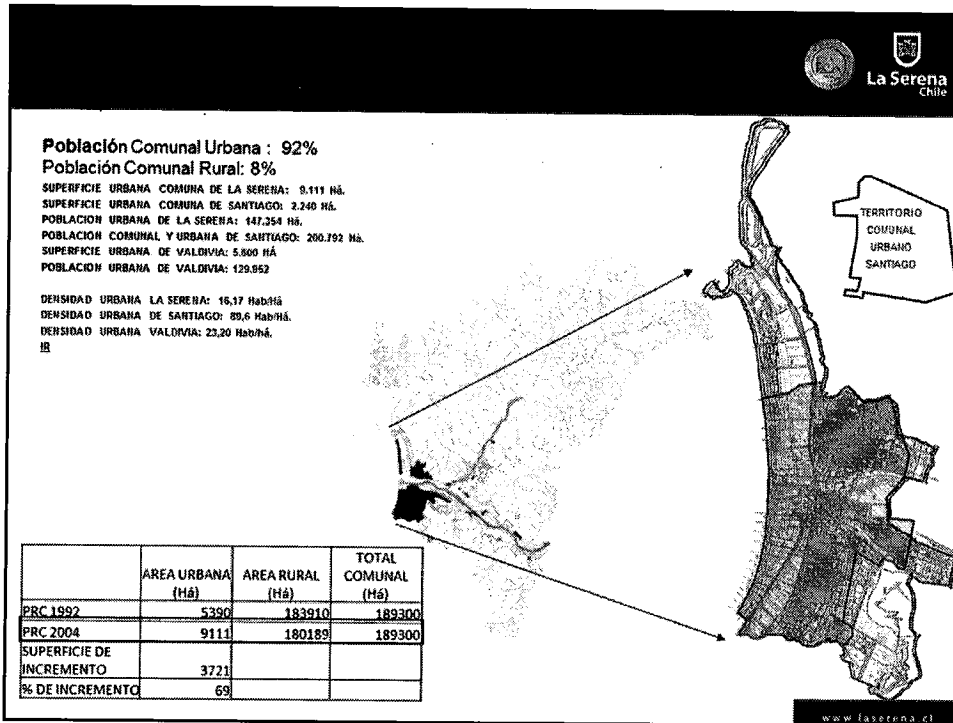 La Serena
Chile
Población Comunal Urbana : 92%
Población Comunal Rural: 8%
SUPERFICIE URBANA COMUNA DE LA SERENA: 9.111 Há.
SUPERFICIE URBANA COMUNA DE SANTIAGO: 2.240 Há.
POBLACION URBANA DE LA SERENA: 147.354 Há.
POBLACION COMUNAL Y URBANA DE SANTIAGO: 200.792 Há.
SUPERFICIE URBANA DE VALDIVIA: 5.600 HÁ
POBLACION URBANA DE VALDIVIA: 129.952
DENSIDAD URBANA LA SERENA: 16,17 Hab/Há
DENSIDAD URBANA DE SANTIAGO: 89,6 Hab/Há.
DENSIDAD URBANA VALDIVIA: 23,20 Hab/há.
IR
TERRITORIO
COMUNAL
URBANO
SANTIAGO
AREA URBANA (Há) AREA RURAL (Há) TOTAL COMUNAL (Há)
PRC 1992 5390 183910 189300
PRC 2004 9111 180189 189300
SUPERFICIE DE INCREMENTO 3721
% DE INCREMENTO 69
www.laserena.cl